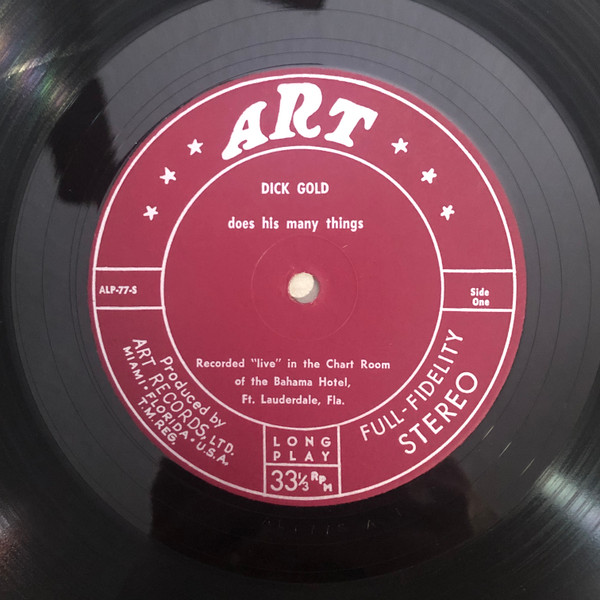 ART
DICK GOLD
does his many things
ALP-77-S
Side
One
Recorded "live" in the Chart Room
of the Bahama Hotel,
Ft. Lauderdale, Fla.
Produced by
ART RECORDS, LTD.
MIAMI • FLORIDA • U.S.A.
T.M. REG.
LONG
PLAY
33⅓ RPM
FULL-FIDELITY
STEREO